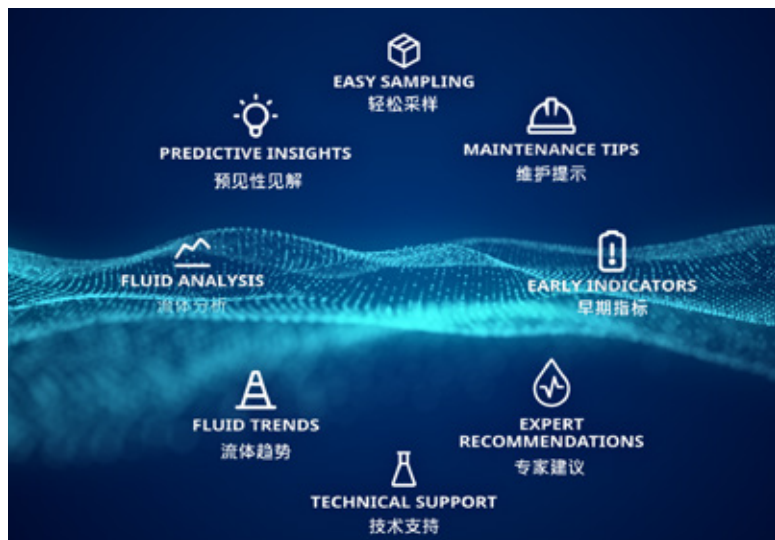 EASY SAMPLING
轻松采样
PREDICTIVE INSIGHTS
预见性见解
MAINTENANCE TIPS
维护提示
FLUID ANALYSIS
流体分析
EARLY INDICATORS
早期指标
FLUID TRENDS
流体趋势
EXPERT
RECOMMENDATIONS
专家建议
TECHNICAL SUPPORT
技术支持